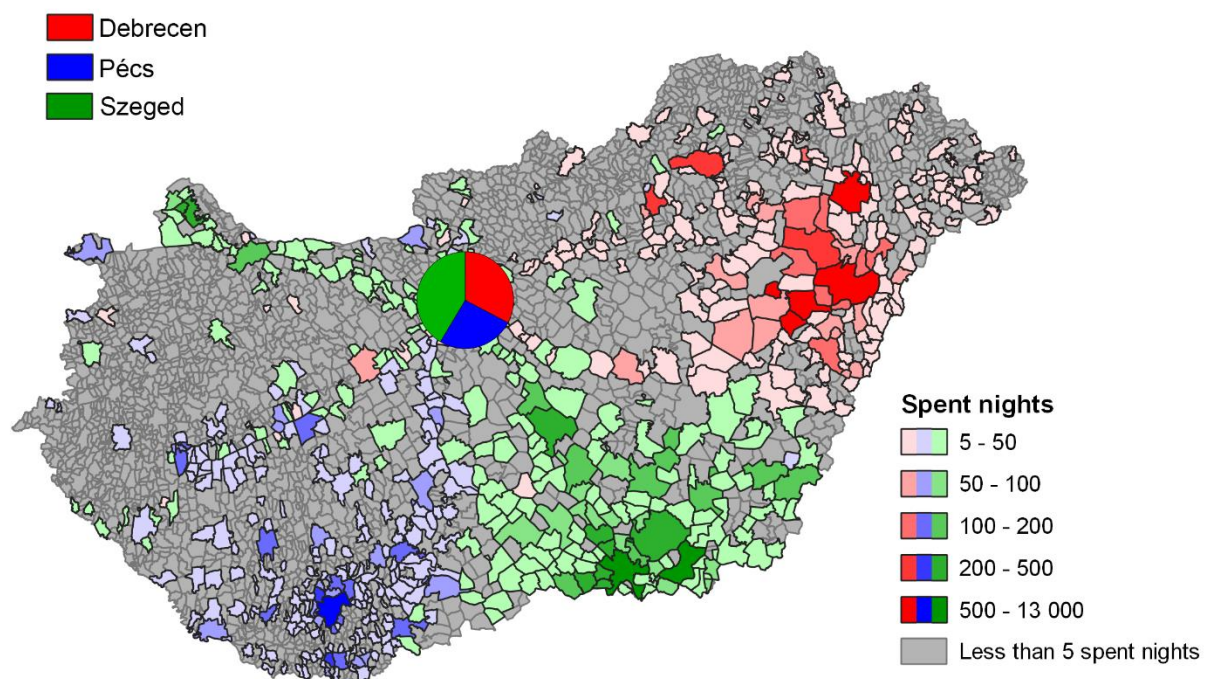 Debrecen
Pécs
Szeged
Spent nights
5 - 50
50 - 100
100 - 200
200 - 500
500 - 13 000
Less than 5 spent nights